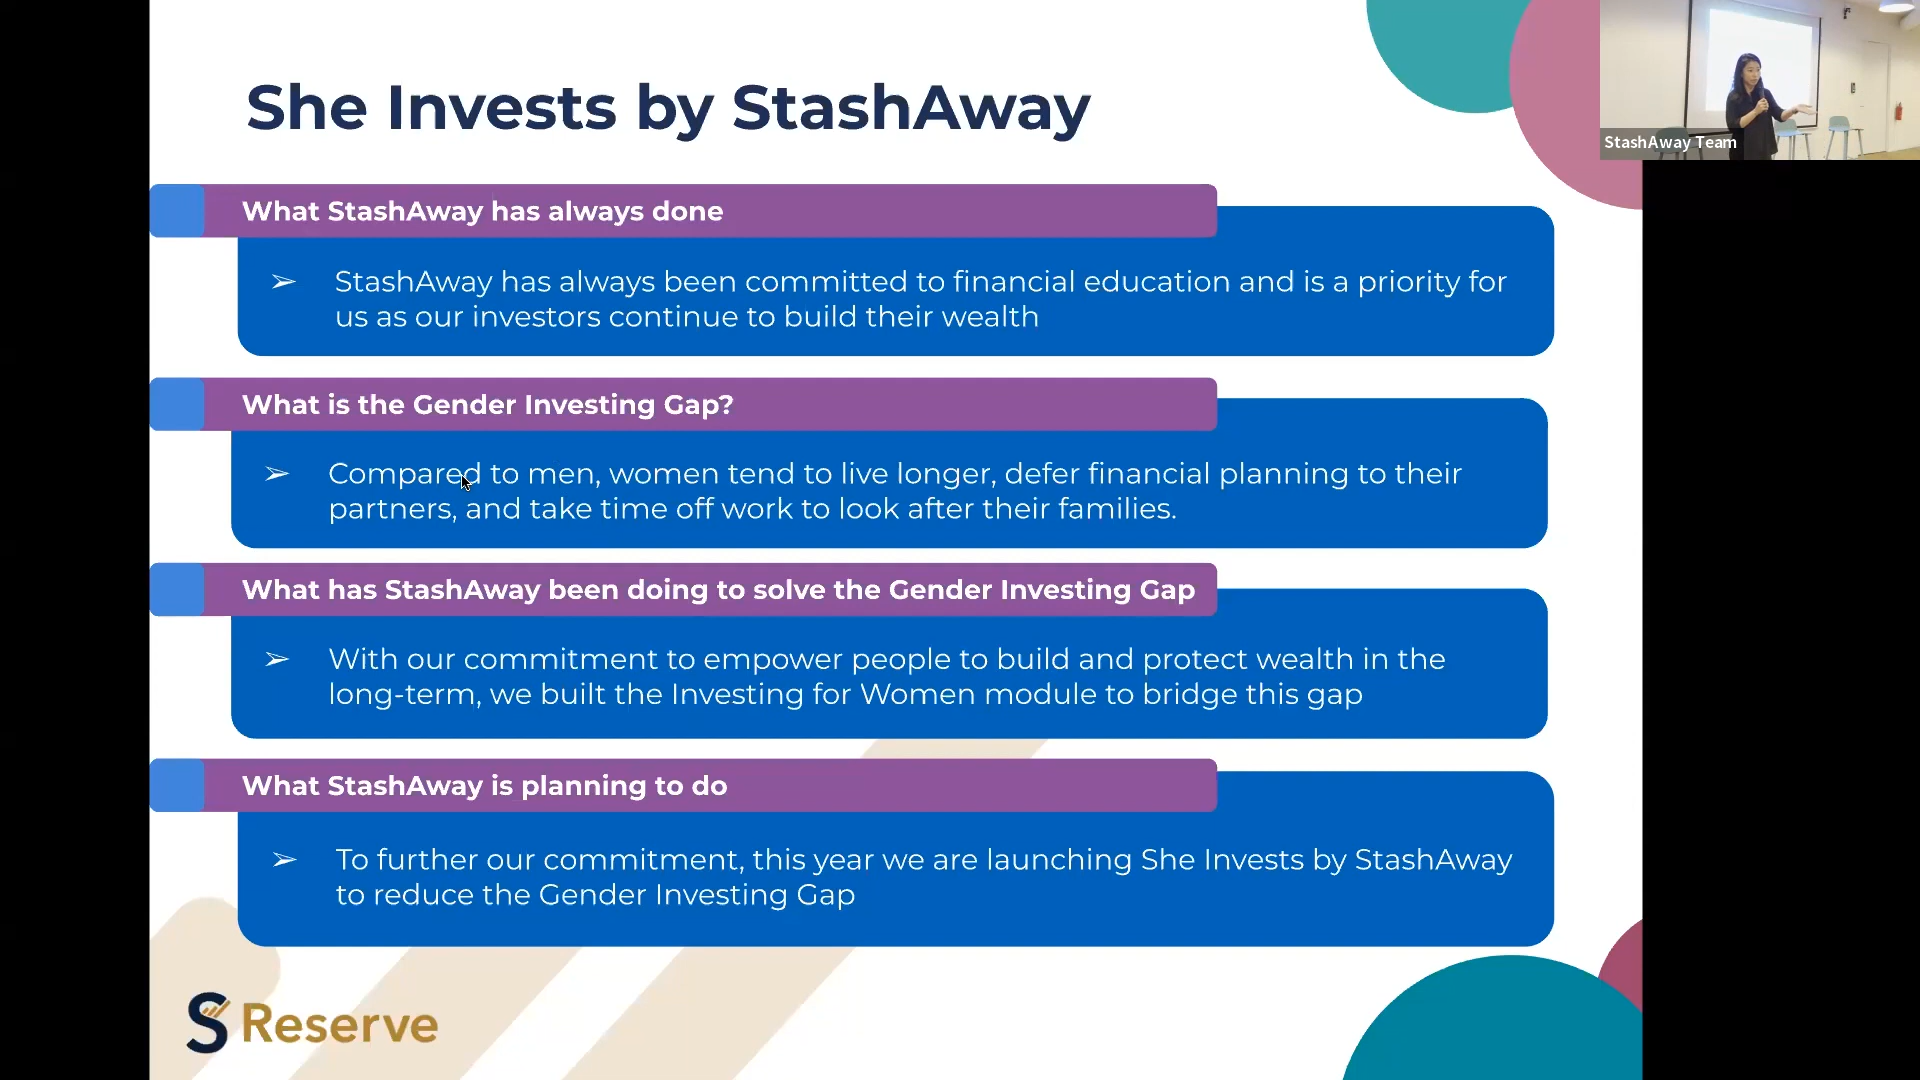 She Invests by StashAway
StashAway Team
What StashAway has always done
➢ StashAway has always been committed to financial education and is a priority for
us as our investors continue to build their wealth
What is the Gender Investing Gap?
➢ Compared to men, women tend to live longer, defer financial planning to their
partners, and take time off work to look after their families.
What has StashAway been doing to solve the Gender Investing Gap
➢ With our commitment to empower people to build and protect wealth in the
long-term, we built the Investing for Women module to bridge this gap
What StashAway is planning to do
➢ To further our commitment, this year we are launching She Invests by StashAway
to reduce the Gender Investing Gap
S Reserve